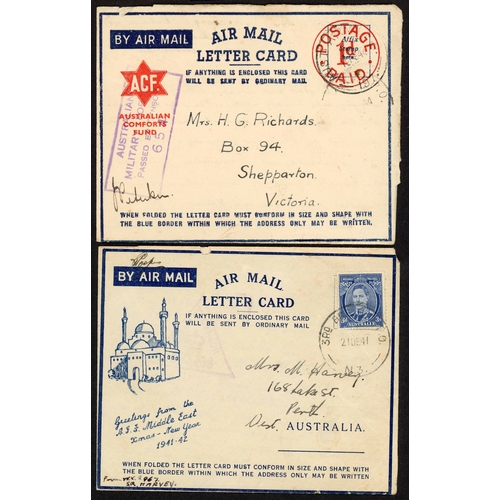 BY AIR MAIL
AIR MAIL
LETTER CARD
IF ANYTHING IS ENCLOSED THIS CARD
WILL BE SENT BY ORDINARY MAIL
POSTAGE
PAID
ACF.
AUSTRALIAN
COMFORTS
FUND
AUSTRALIAN
MILITARY
PASSED BY
Mrs. H. G. Richards.
Box 94.
Shepparton.
Victoria.
WHEN FOLDED THE LETTER CARD MUST CONFORM IN SIZE AND SHAPE WITH
THE BLUE BORDER WITHIN WHICH THE ADDRESS ONLY MAY BE WRITTEN.
BY AIR MAIL
AIR MAIL
LETTER CARD
IF ANYTHING IS ENCLOSED THIS CARD
WILL BE SENT BY ORDINARY MAIL
AUSTRALIA
Mrs. M. Harvey
168 Lake St.
Perth.
West. AUSTRALIA.
Greetings from the
A.I.F. Middle East
Xmas - New Year
1941-42
WHEN FOLDED THE LETTER CARD MUST CONFORM IN SIZE AND SHAPE WITH
THE BLUE BORDER WITHIN WHICH THE ADDRESS ONLY MAY BE WRITTEN.
HARVEY.